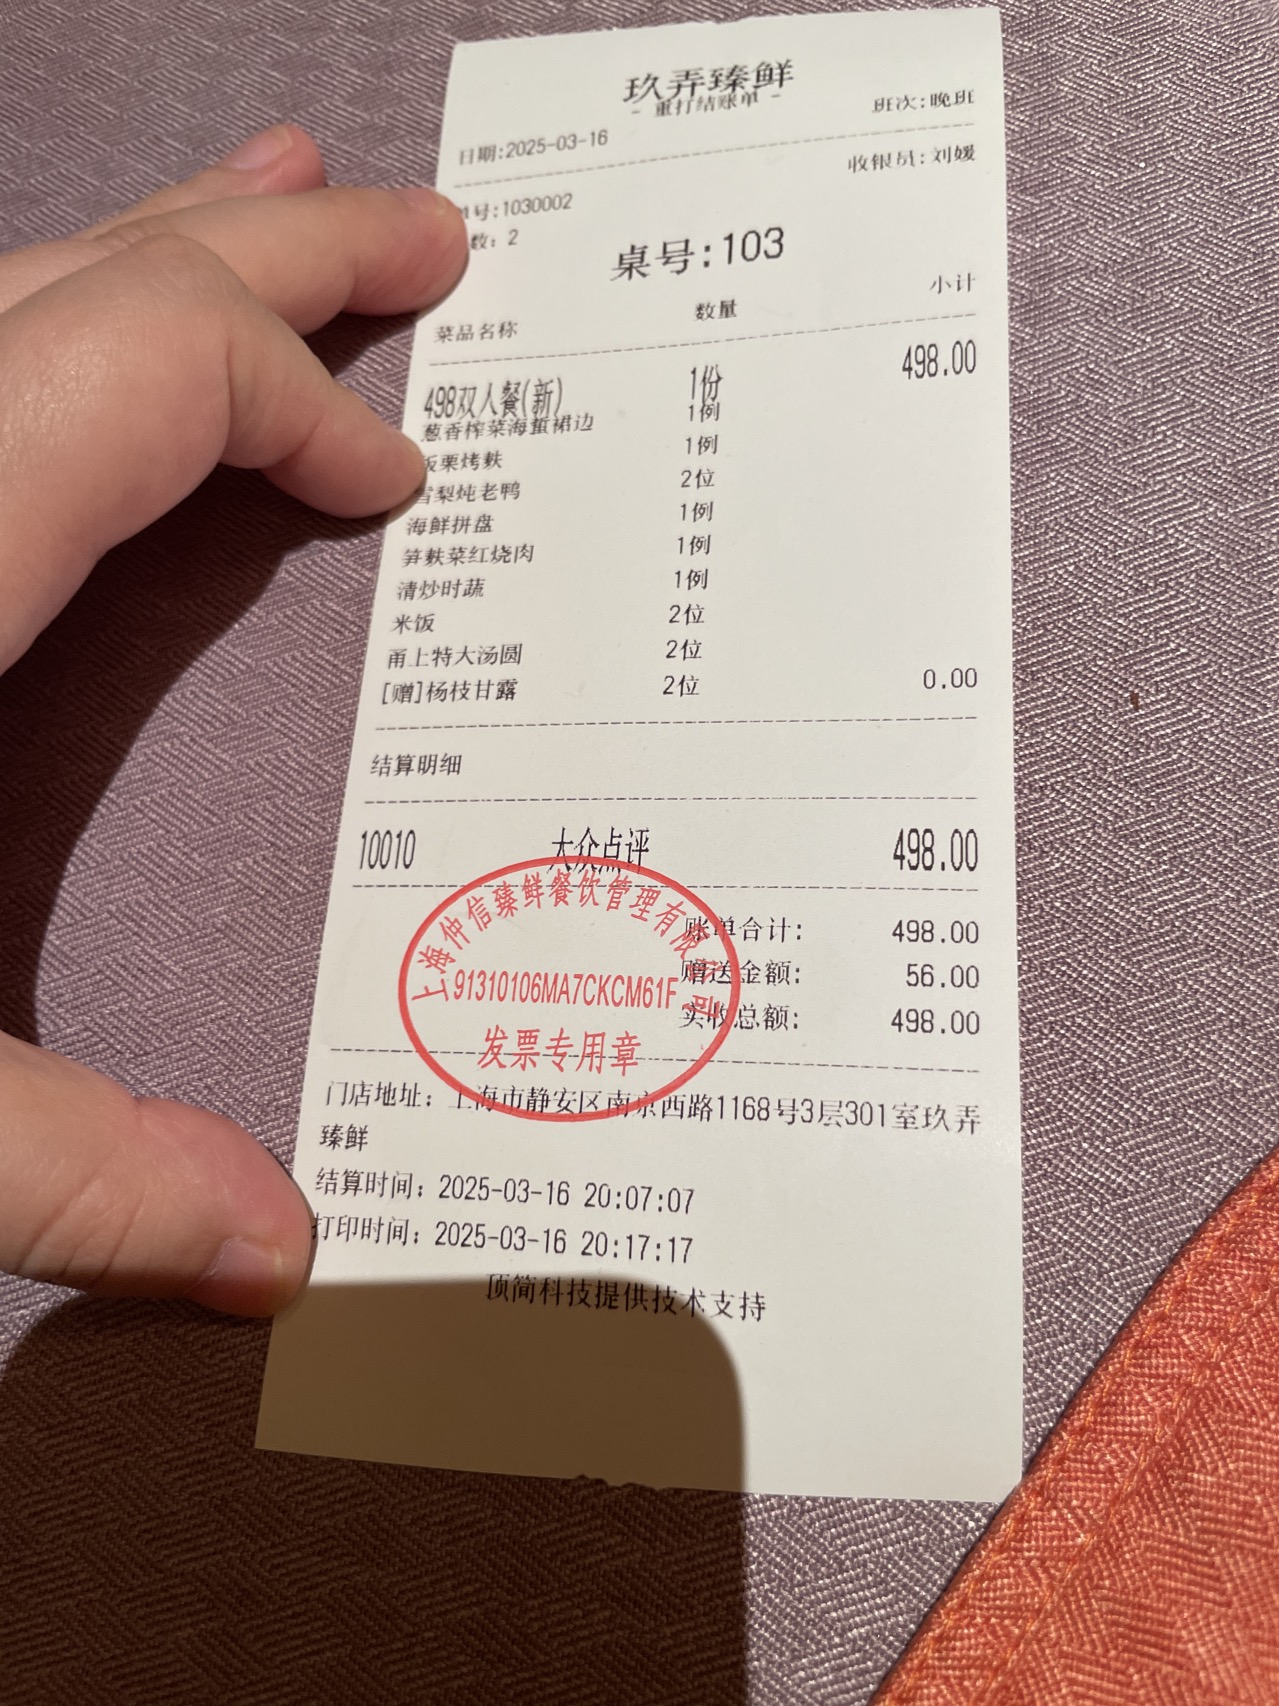 玖弄臻鲜
- 重打结账单 -
日期:2025-03-16 班次:晚班
号:1030002 收银员:刘媛
数: 2
桌号:103
菜品名称 数量 小计
498双人餐(新) 1份 498.00
葱香榨菜海蜇裙边 1例
板栗烤麸 1例
雪梨炖老鸭 2位
海鲜拼盘 1例
笋麸菜红烧肉 1例
清炒时蔬 1例
米饭 2位
甬上特大汤圆 2位
[赠]杨枝甘露 2位 0.00
结算明细
10010 大众点评 498.00
账单合计: 498.00
赠送金额: 56.00
实收总额: 498.00
上海仲信臻鲜餐饮管理有限公司
91310106MA7CKCM61F
发票专用章
门店地址: 上海市静安区南京西路1168号3层301室玖弄
臻鲜
结算时间: 2025-03-16 20:07:07
打印时间: 2025-03-16 20:17:17
顶简科技提供技术支持